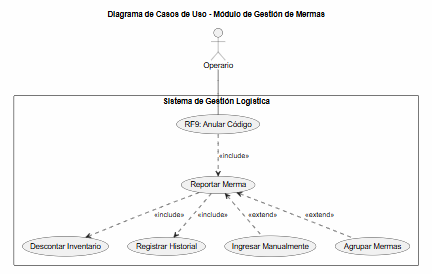 Diagrama de Casos de Uso - Módulo de Gestión de Mermas
Operario
Sistema de Gestión Logística
RF9: Anular Código
«include»
Reportar Merma
«include» «include» «extend» «extend»
Descontar Inventario Registrar Historial Ingresar Manualmente Agrupar Mermas